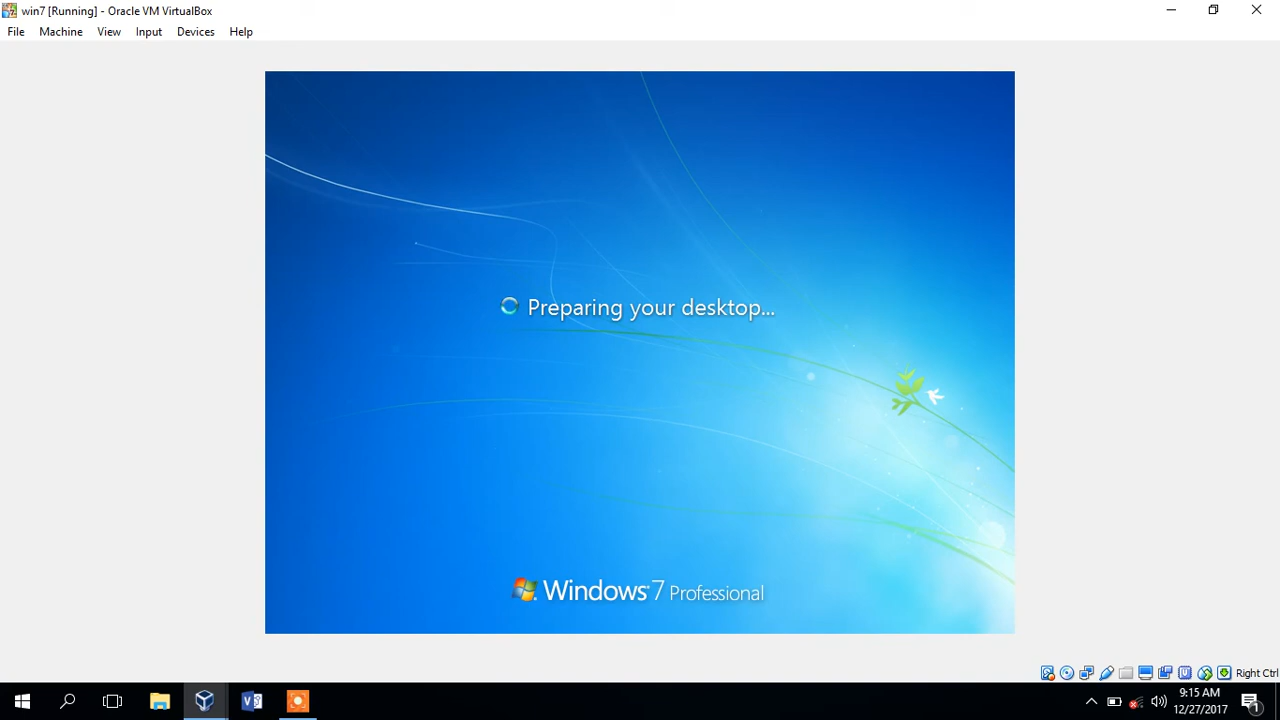 win7 [Running] - Oracle VM VirtualBox
File Machine View Input Devices Help
Preparing your desktop...
Windows 7 Professional
Right Ctrl
9:15 AM
12/27/2017
1